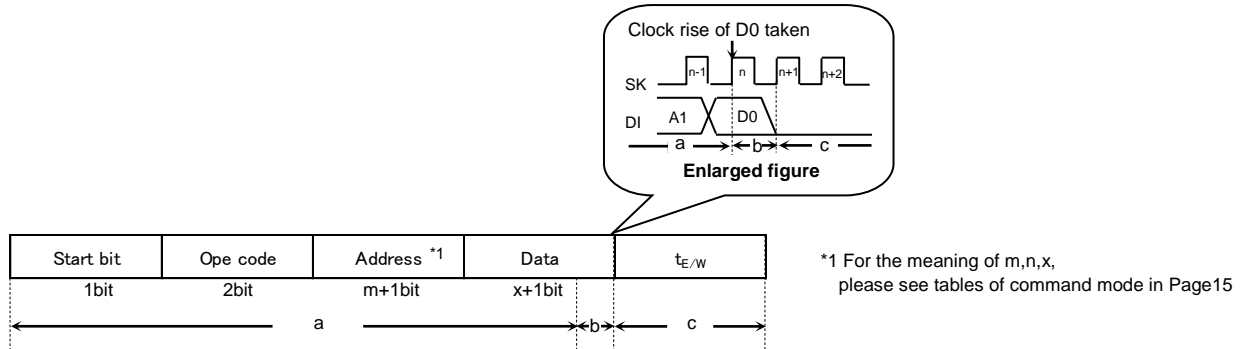 Clock rise of D0 taken
SK
n-1
n
n+1
n+2
DI
A1
D0
a
b
c
Enlarged figure
Start bit
Ope code
Address *1
Data
tE/W
1bit
2bit
m+1bit
x+1bit
a
b
c
*1 For the meaning of m,n,x,
please see tables of command mode in Page15